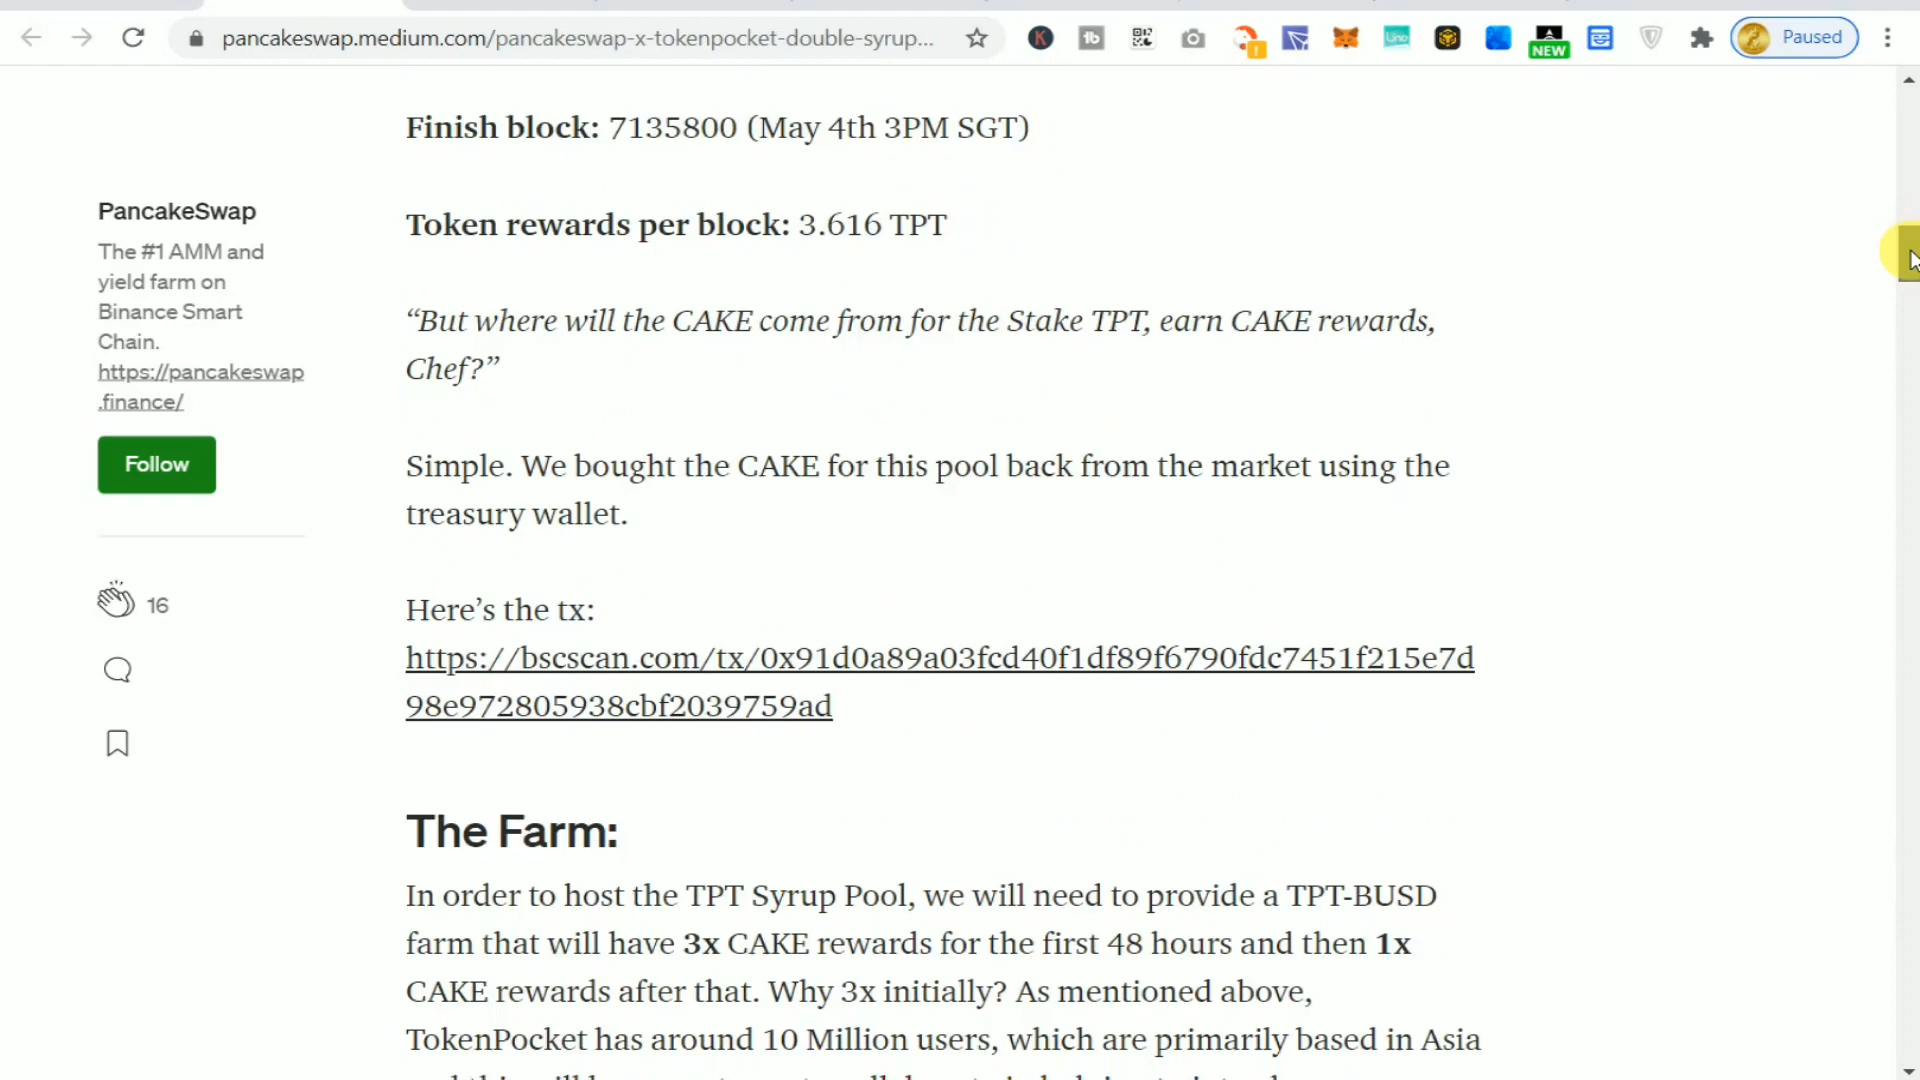 pancakeswap.medium.com/pancakeswap-x-tokenpocket-double-syrup...
NEW
Paused
Finish block: 7135800 (May 4th 3PM SGT)
PancakeSwap
The #1 AMM and
yield farm on
Binance Smart
Chain.
https://pancakeswap
.finance/
Follow
16
Token rewards per block: 3.616 TPT
“But where will the CAKE come from for the Stake TPT, earn CAKE rewards,
Chef?”
Simple. We bought the CAKE for this pool back from the market using the
treasury wallet.
Here’s the tx:
https://bscscan.com/tx/0x91d0a89a03fcd40f1df89f6790fdc7451f215e7d
98e972805938cbf2039759ad
The Farm:
In order to host the TPT Syrup Pool, we will need to provide a TPT-BUSD
farm that will have 3x CAKE rewards for the first 48 hours and then 1x
CAKE rewards after that. Why 3x initially? As mentioned above,
TokenPocket has around 10 Million users, which are primarily based in Asia